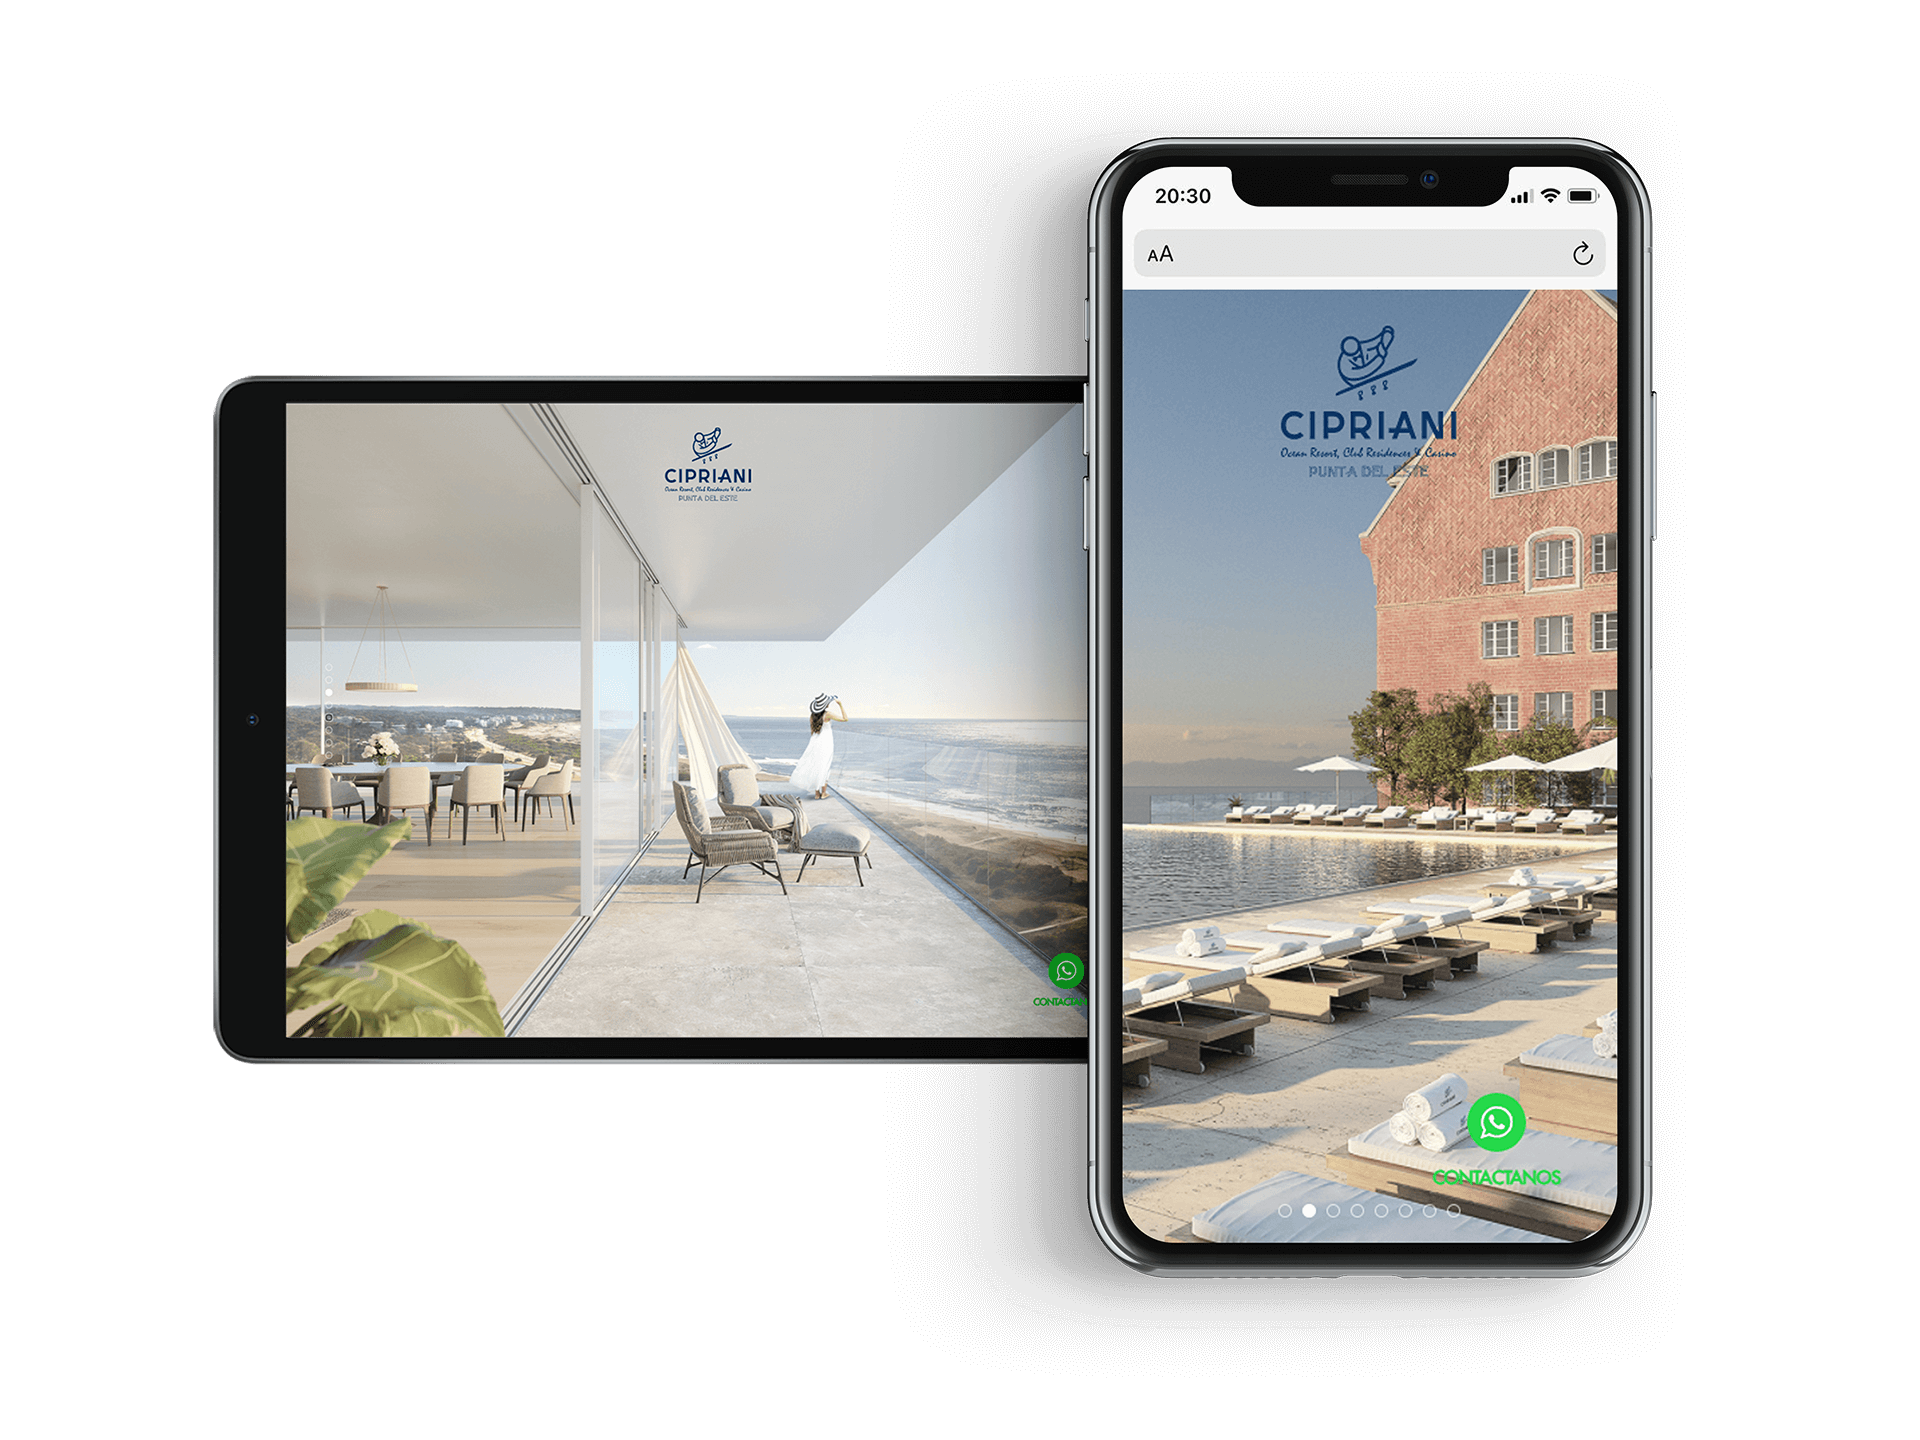 CIPRIANI
Ocean Resort, Club Residences & Casino
PUNTA DEL ESTE
20:30
AA
CIPRIANI
Ocean Resort, Club Residences & Casino
PUNTA DEL ESTE
CONTACTANOS